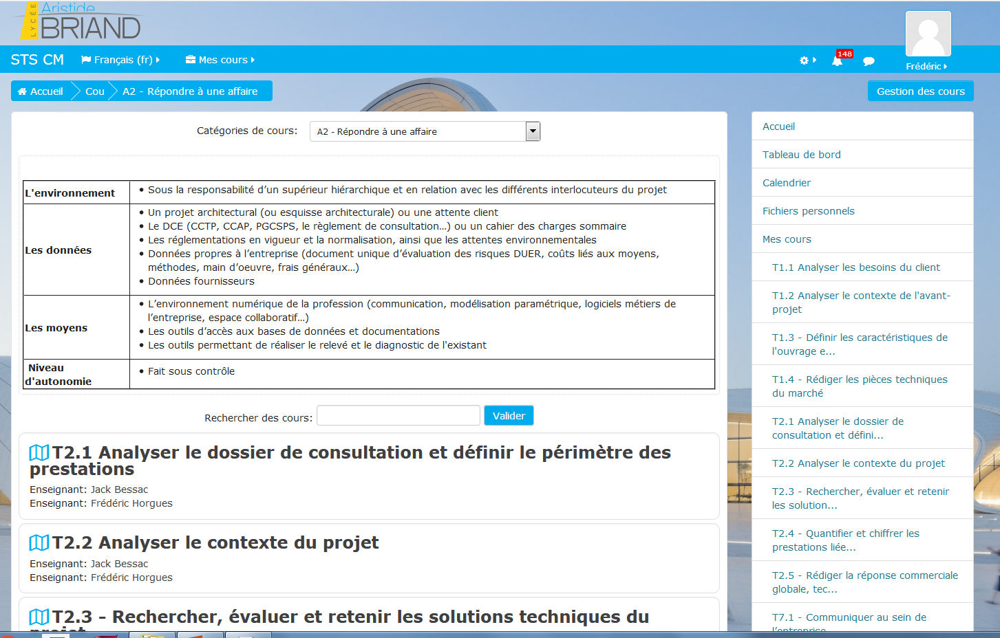 LYCÉE
Aristide
BRIAND
STS CM
Français (fr)
Mes cours
148
Frédéric
Accueil
Cou
A2 - Répondre à une affaire
Gestion des cours
Catégories de cours:
A2 - Répondre à une affaire
L'environnement
• Sous la responsabilité d’un supérieur hiérarchique et en relation avec les différents interlocuteurs du projet
Les données
• Un projet architectural (ou esquisse architecturale) ou une attente client
• Le DCE (CCTP, CCAP, PGCSPS, le règlement de consultation…) ou un cahier des charges sommaire
• Les réglementations en vigueur et la normalisation, ainsi que les attentes environnementales
• Données propres à l’entreprise (document unique d’évaluation des risques DUER, coûts liés aux moyens,
méthodes, main d’oeuvre, frais généraux…)
• Données fournisseurs
Les moyens
• L’environnement numérique de la profession (communication, modélisation paramétrique, logiciels métiers de
l’entreprise, espace collaboratif…)
• Les outils d’accès aux bases de données et documentations
• Les outils permettant de réaliser le relevé et le diagnostic de l'existant
Niveau
d'autonomie
• Fait sous contrôle
Rechercher des cours:
Valider
T2.1 Analyser le dossier de consultation et définir le périmètre des
prestations
Enseignant: Jack Bessac
Enseignant: Frédéric Horgues
T2.2 Analyser le contexte du projet
Enseignant: Jack Bessac
Enseignant: Frédéric Horgues
T2.3 - Rechercher, évaluer et retenir les solutions techniques du
projet
Accueil
Tableau de bord
Calendrier
Fichiers personnels
Mes cours
T1.1 Analyser les besoins du client
T1.2 Analyser le contexte de l'avant-
projet
T1.3 - Définir les caractéristiques de
l'ouvrage e...
T1.4 - Rédiger les pièces techniques
du marché
T2.1 Analyser le dossier de
consultation et défini...
T2.2 Analyser le contexte du projet
T2.3 - Rechercher, évaluer et retenir
les solution...
T2.4 - Quantifier et chiffrer les
prestations liée...
T2.5 - Rédiger la réponse commerciale
globale, tec...
T7.1 - Communiquer au sein de
l’entreprise